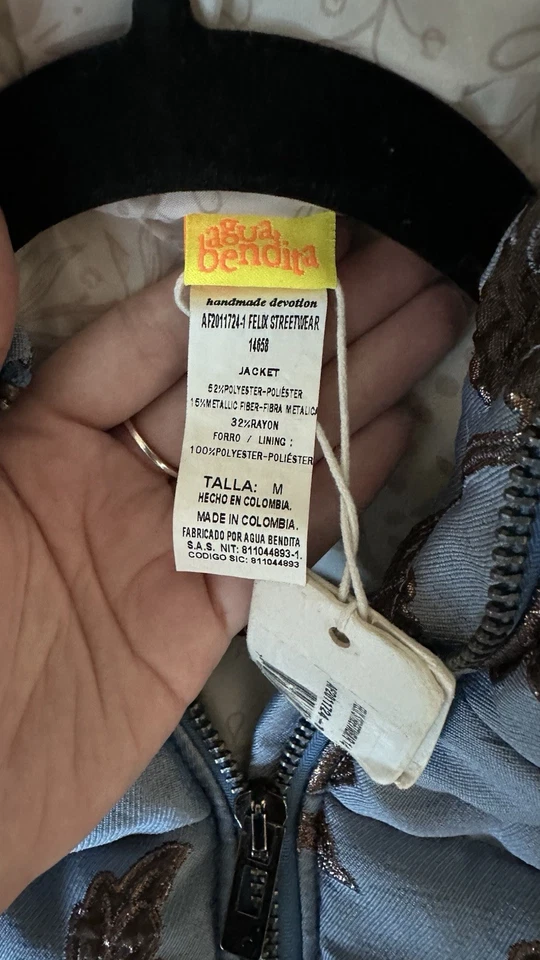 agua
bendita
handmade devotion
AF2011724-1 FELIX STREETWEAR
14658
JACKET
52%POLYESTER-POLIÉSTER
15%METALLIC FIBER-FIBRA METALICA
32%RAYON
FORRO / LINING :
100%POLYESTER-POLIÉSTER
TALLA: M
HECHO EN COLOMBIA.
MADE IN COLOMBIA.
FABRICADO POR AGUA BENDITA
S.A.S. NIT: 811044893-1.
CODIGO SIC: 811044893